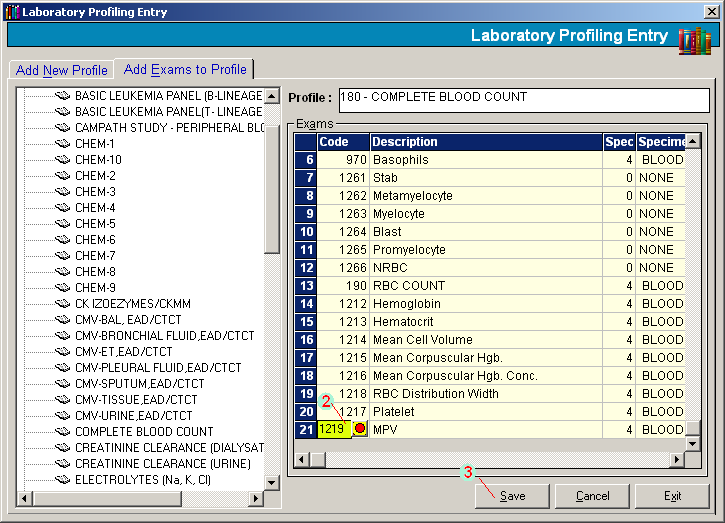 Laboratory Profiling Entry
Laboratory Profiling Entry
Add New Profile Add Exams to Profile
BASIC LEUKEMIA PANEL (B-LINEAGE
BASIC LEUKEMIA PANEL(T- LINEAGE
CAMPATH STUDY - PERIPHERAL BLO
CHEM-1
CHEM-10
CHEM-2
CHEM-3
CHEM-4
CHEM-5
CHEM-6
CHEM-7
CHEM-8
CHEM-9
CK IZOEZYMES/CKMM
CMV-BAL, EAD/CTCT
CMV-BRONCHIAL FLUID,EAD/CTCT
CMV-ET,EAD/CTCT
CMV-PLEURAL FLUID,EAD/CTCT
CMV-SPUTUM,EAD/CTCT
CMV-TISSUE,EAD/CTCT
CMV-URINE,EAD/CTCT
COMPLETE BLOOD COUNT
CREATININE CLEARANCE (DIALYSAT
CREATININE CLEARANCE (URINE)
ELECTROLYTES (Na, K, Cl)
Profile : 180 - COMPLETE BLOOD COUNT
Exams
Code Description Spec Specime
6 970 Basophils 4 BLOOD
7 1261 Stab 0 NONE
8 1262 Metamyelocyte 0 NONE
9 1263 Myelocyte 0 NONE
10 1264 Blast 0 NONE
11 1265 Promyelocyte 0 NONE
12 1266 NRBC 0 NONE
13 190 RBC COUNT 4 BLOOD
14 1212 Hemoglobin 4 BLOOD
15 1213 Hematocrit 4 BLOOD
16 1214 Mean Cell Volume 4 BLOOD
17 1215 Mean Corpuscular Hgb. 4 BLOOD
18 1216 Mean Corpuscular Hgb. Conc. 4 BLOOD
19 1218 RBC Distribution Width 4 BLOOD
20 1217 Platelet 4 BLOOD
21 1219 MPV 4 BLOOD
2
3
Save Cancel Exit